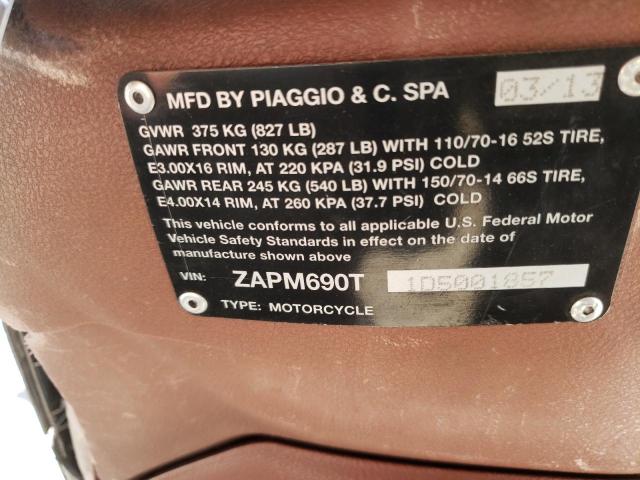 MFD BY PIAGGIO & C. SPA 03/13
GVWR 375 KG (827 LB)
GAWR FRONT 130 KG (287 LB) WITH 110/70-16 52S TIRE,
E3.00X16 RIM, AT 220 KPA (31.9 PSI) COLD
GAWR REAR 245 KG (540 LB) WITH 150/70-14 66S TIRE,
E4.00X14 RIM, AT 260 KPA (37.7 PSI) COLD
This vehicle conforms to all applicable U.S. Federal Motor
Vehicle Safety Standards in effect on the date of
manufacture shown above
VIN: ZAPM690T 1D5001857
TYPE: MOTORCYCLE